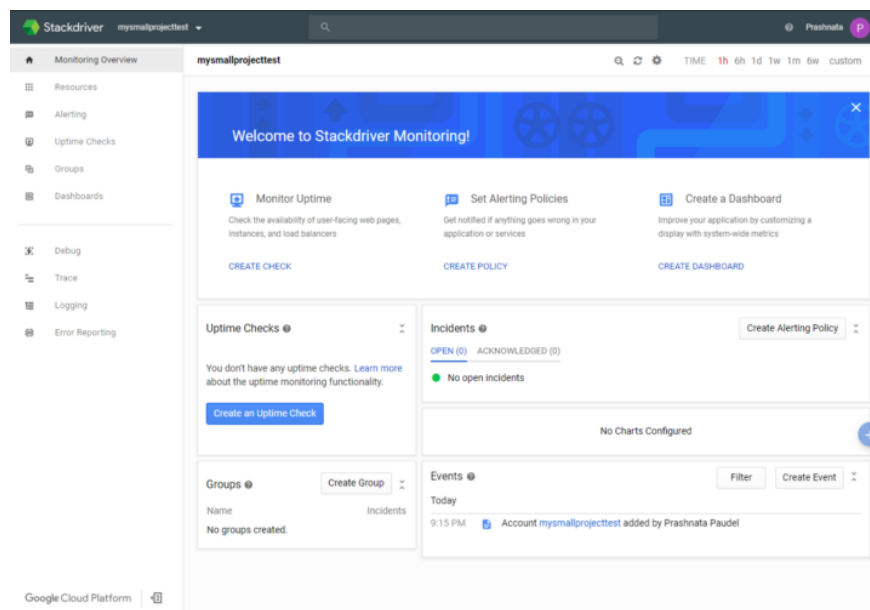 Stackdriver mysmallprojecttest
Prashnata P
Monitoring Overview
Resources
Alerting
Uptime Checks
Groups
Dashboards
Debug
Trace
Logging
Error Reporting
Google Cloud Platform
mysmallprojecttest
TIME 1h 6h 1d 1w 1m 6w custom
Welcome to Stackdriver Monitoring!
Monitor Uptime
Check the availability of user-facing web pages,
instances, and load balancers
CREATE CHECK
Set Alerting Policies
Get notified if anything goes wrong in your
application or services
CREATE POLICY
Create a Dashboard
Improve your application by customizing a
display with system-wide metrics
CREATE DASHBOARD
Uptime Checks
You don't have any uptime checks. Learn more
about the uptime monitoring functionality.
Create an Uptime Check
Incidents
Create Alerting Policy
OPEN (0) ACKNOWLEDGED (0)
No open incidents
No Charts Configured
Groups
Create Group
Name Incidents
No groups created.
Events
Filter Create Event
Today
9:15 PM Account mysmallprojecttest added by Prashnata Paudel